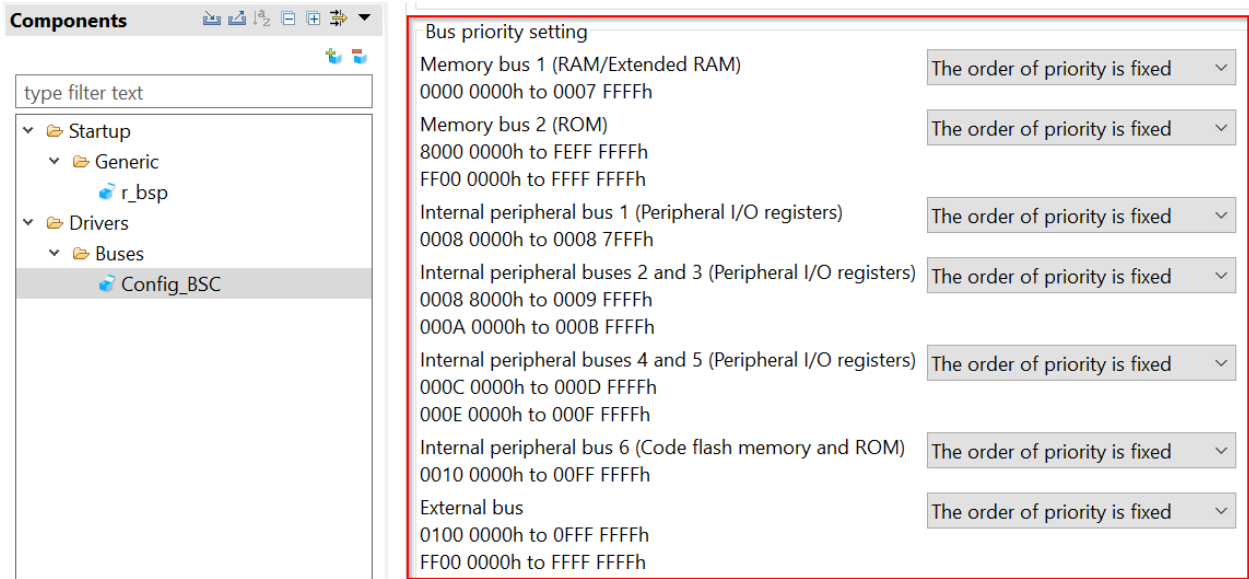 Components
type filter text
Startup
Generic
r_bsp
Drivers
Buses
Config_BSC
Bus priority setting
Memory bus 1 (RAM/Extended RAM)
The order of priority is fixed
0000 0000h to 0007 FFFFh
Memory bus 2 (ROM)
The order of priority is fixed
8000 0000h to FEFF FFFFh
FF00 0000h to FFFF FFFFh
Internal peripheral bus 1 (Peripheral I/O registers)
The order of priority is fixed
0008 0000h to 0008 7FFFh
Internal peripheral buses 2 and 3 (Peripheral I/O registers)
The order of priority is fixed
0008 8000h to 0009 FFFFh
000A 0000h to 000B FFFFh
Internal peripheral buses 4 and 5 (Peripheral I/O registers)
The order of priority is fixed
000C 0000h to 000D FFFFh
000E 0000h to 000F FFFFh
Internal peripheral bus 6 (Code flash memory and ROM)
The order of priority is fixed
0010 0000h to 00FF FFFFh
External bus
The order of priority is fixed
0100 0000h to 0FFF FFFFh
FF00 0000h to FFFF FFFFh